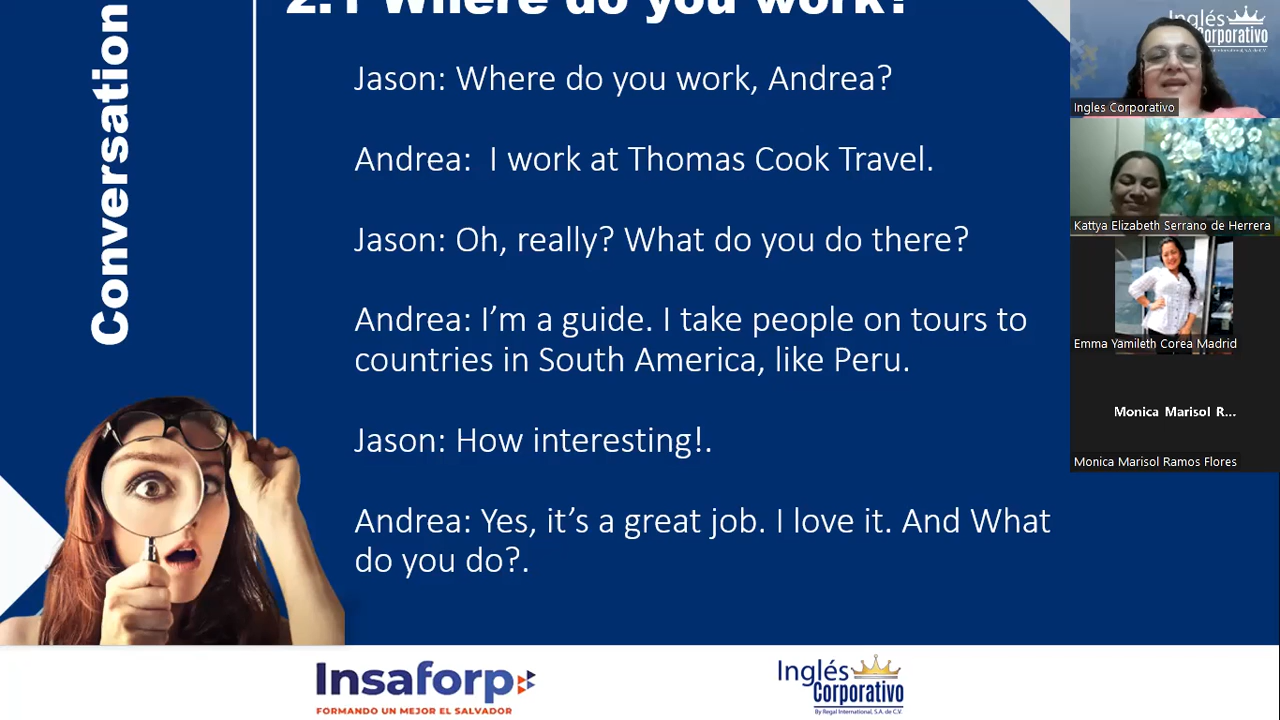 2.1 Where do you work?
Conversation
Jason: Where do you work, Andrea?
Andrea:  I work at Thomas Cook Travel.
Jason: Oh, really? What do you do there?
Andrea: I’m a guide. I take people on tours to
countries in South America, like Peru.
Jason: How interesting!.
Andrea: Yes, it’s a great job. I love it. And What
do you do?.
Insaforp
FORMANDO UN MEJOR EL SALVADOR
Inglés
Corporativo
By Regal International, S.A. de C.V.
Inglés
Corporativo
Ingles Corporativo
Kattya Elizabeth Serrano de Herrera
Emma Yamileth Corea Madrid
Monica Marisol R...
Monica Marisol Ramos Flores